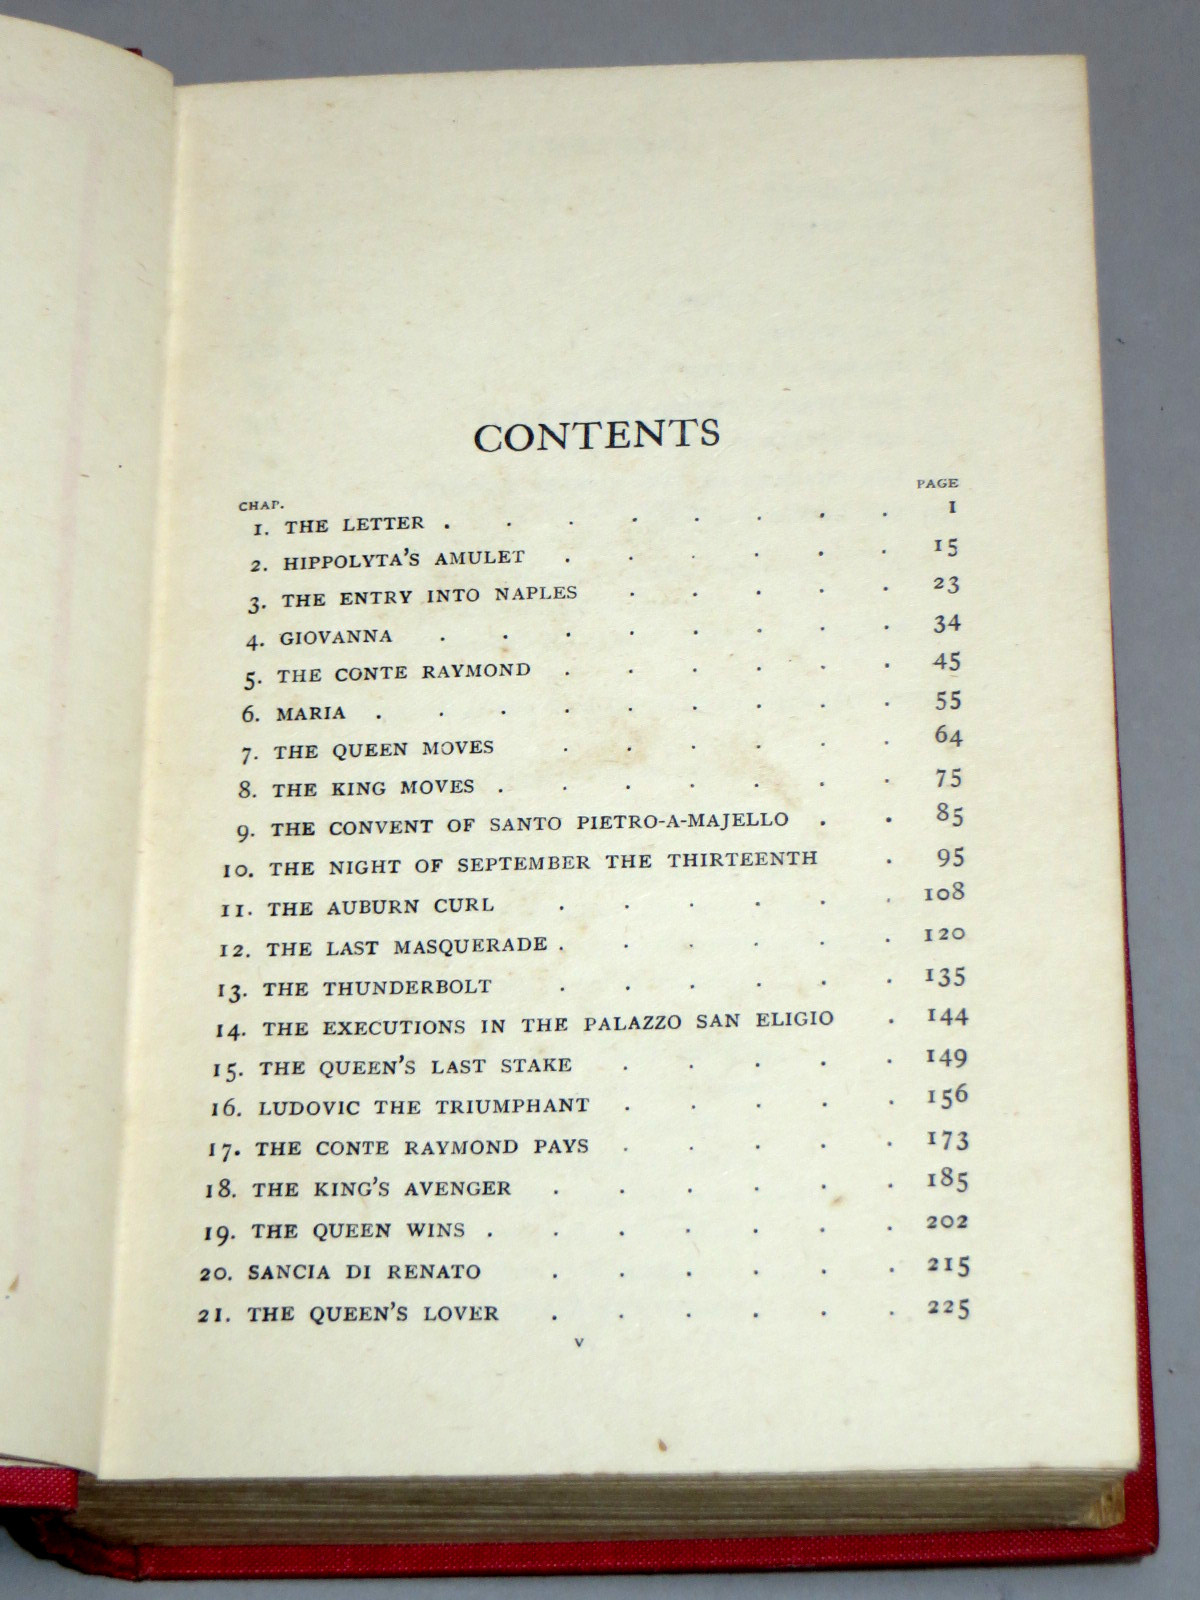 CONTENTS
CHAP. PAGE
1. THE LETTER . . . . . . . . 1
2. HIPPOLYTA'S AMULET . . . . . . 15
3. THE ENTRY INTO NAPLES . . . . . 23
4. GIOVANNA . . . . . . . . 34
5. THE CONTE RAYMOND . . . . . . 45
6. MARIA . . . . . . . . . 55
7. THE QUEEN MOVES . . . . . . 64
8. THE KING MOVES . . . . . . . 75
9. THE CONVENT OF SANTO PIETRO-A-MAJELLO . . 85
10. THE NIGHT OF SEPTEMBER THE THIRTEENTH . 95
11. THE AUBURN CURL . . . . . . 108
12. THE LAST MASQUERADE . . . . . . 120
13. THE THUNDERBOLT . . . . . . 135
14. THE EXECUTIONS IN THE PALAZZO SAN ELIGIO . 144
15. THE QUEEN'S LAST STAKE . . . . . 149
16. LUDOVIC THE TRIUMPHANT . . . . . 156
17. THE CONTE RAYMOND PAYS . . . . . 173
18. THE KING'S AVENGER . . . . . . 185
19. THE QUEEN WINS . . . . . . . 202
20. SANCIA DI RENATO . . . . . . 215
21. THE QUEEN'S LOVER . . . . . . 225
v